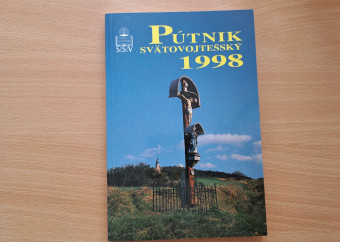 PÚTNIK
SVÄTOVOJTEŠSKÝ
1998
SSV